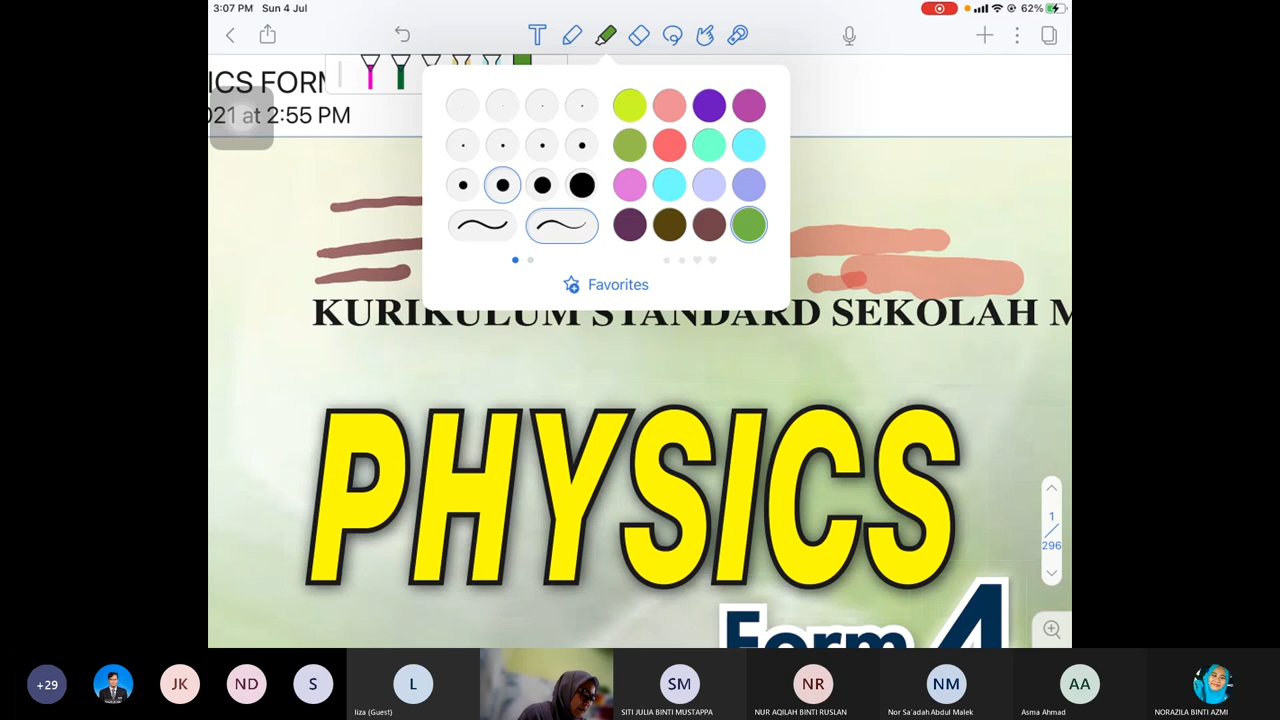 3:07 PM Sun 4 Jul
62%
ICS FORM
021 at 2:55 PM
Favorites
KURIKULUM STANDARD SEKOLAH M
PHYSICS
Form 4
1
296
+29
JK
ND
S
L
SM
NR
NM
AA
liza (Guest)
SITI JULIA BINTI MUSTAPPA
NUR AQILAH BINTI RUSLAN
Nor Sa'adah Abdul Malek
Asma Ahmad
NORAZILA BINTI AZMI